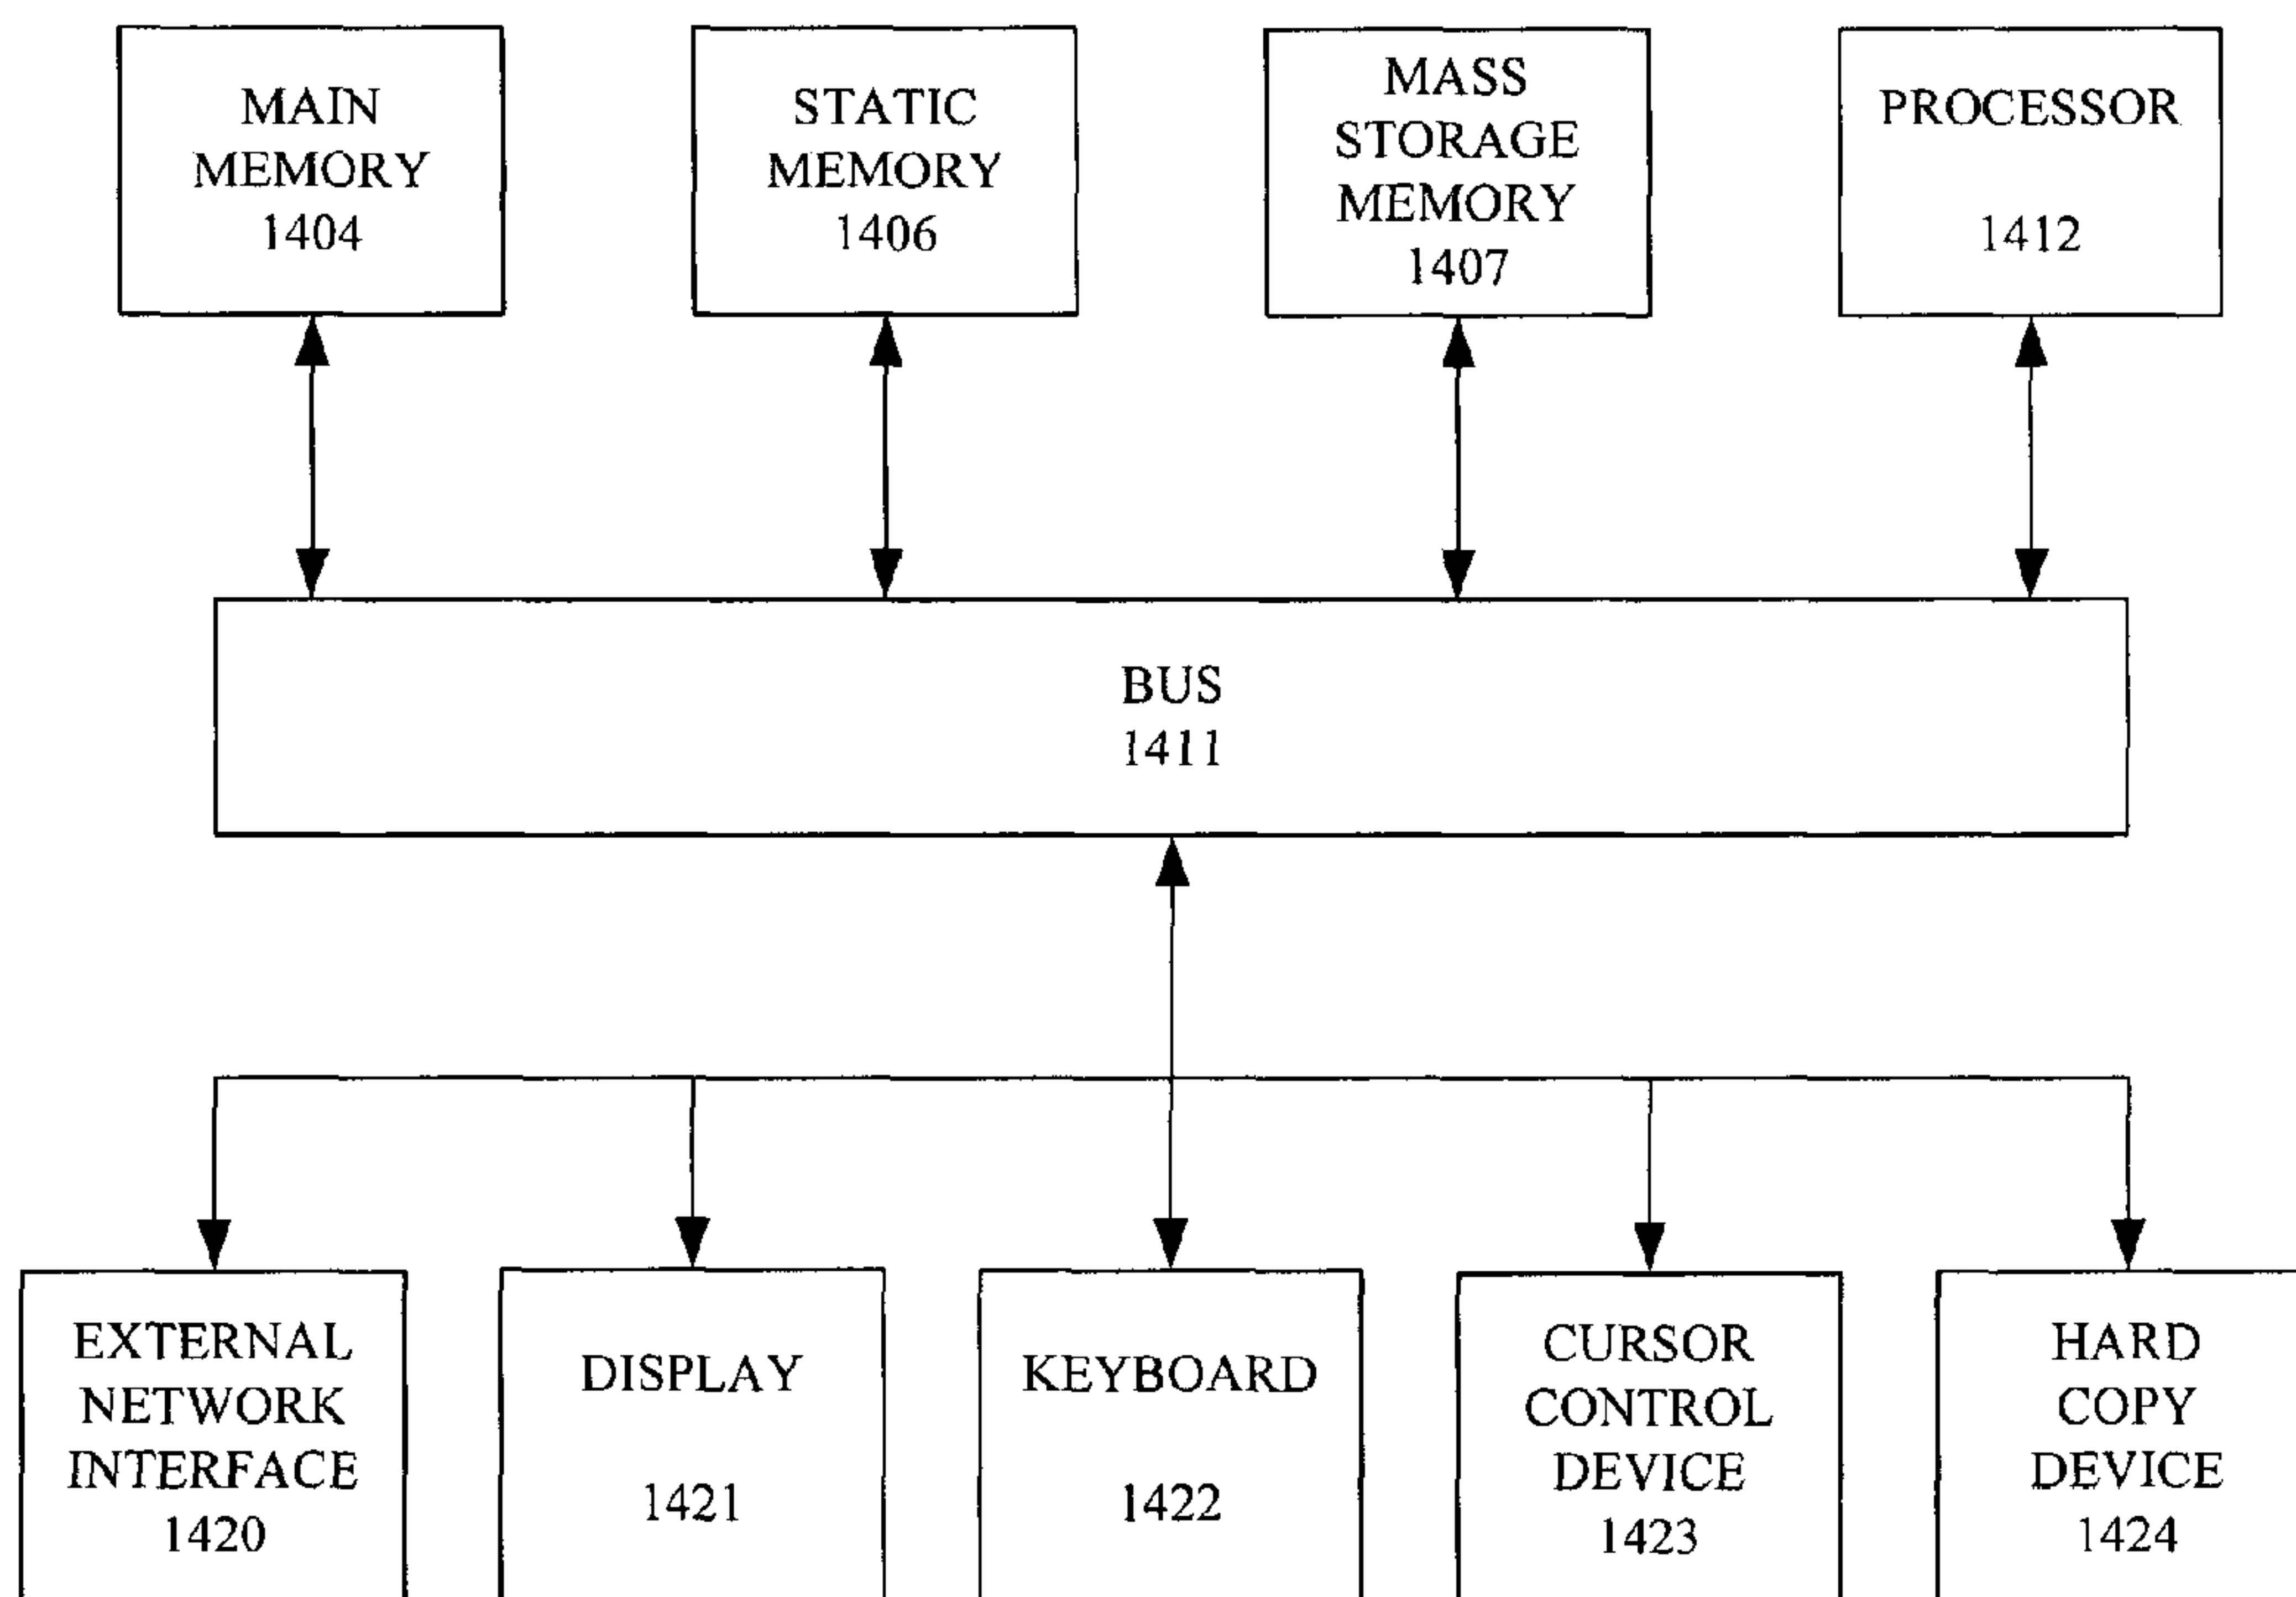 MAIN
MEMORY
1404
STATIC
MEMORY
1406
MASS
STORAGE
MEMORY
1407
PROCESSOR
1412
BUS
1411
EXTERNAL
NETWORK
INTERFACE
1420
DISPLAY
1421
KEYBOARD
1422
CURSOR
CONTROL
DEVICE
1423
HARD
COPY
DEVICE
1424